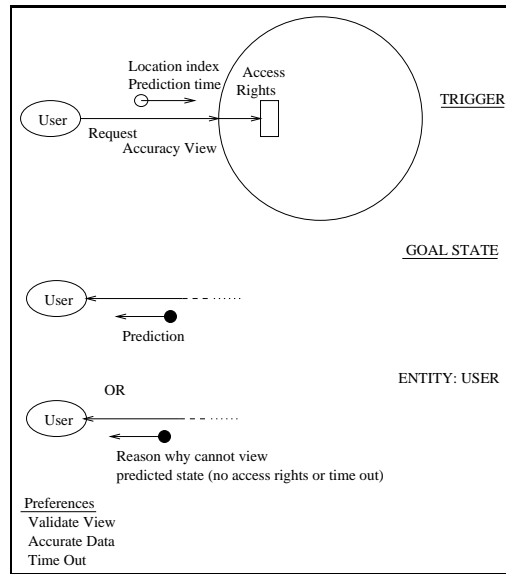 Location index
Prediction time
Access
Rights
TRIGGER
User
Request
Accuracy View
GOAL STATE
User
Prediction
ENTITY: USER
OR
User
Reason why cannot view
predicted state (no access rights or time out)
Preferences
Validate View
Accurate Data
Time Out